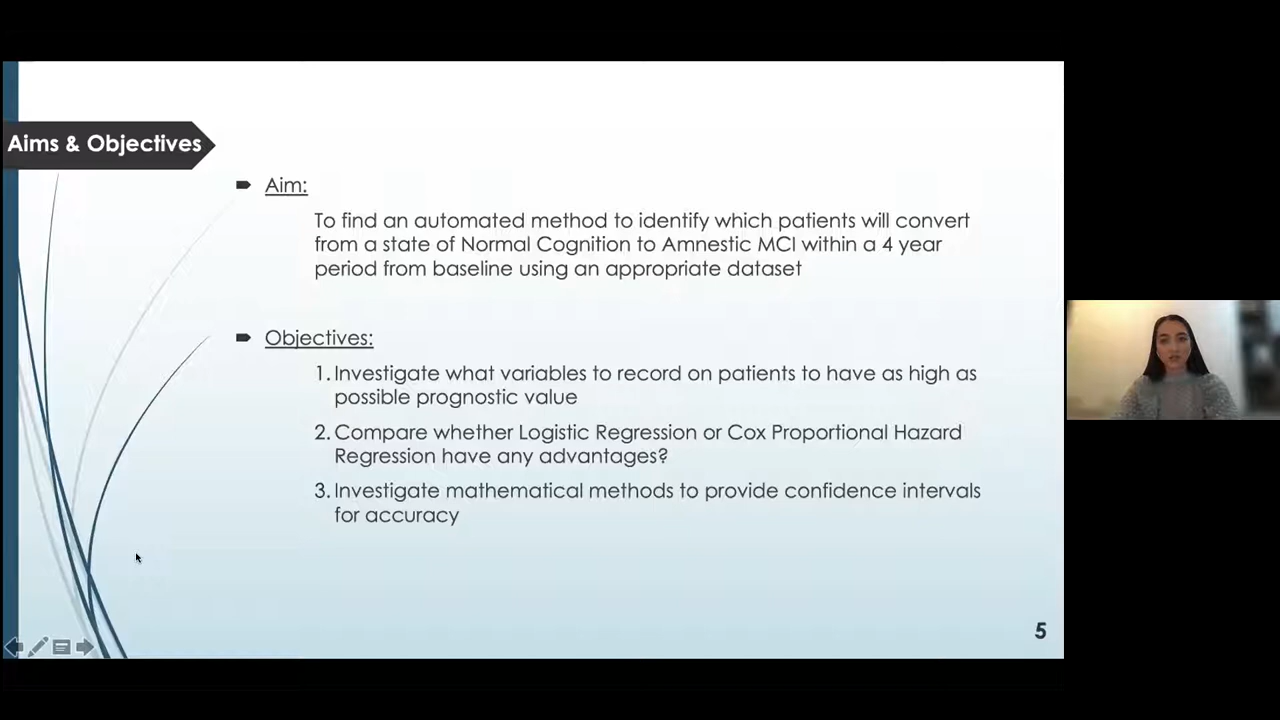 Aims & Objectives
Aim:
To find an automated method to identify which patients will convert
from a state of Normal Cognition to Amnestic MCI within a 4 year
period from baseline using an appropriate dataset
Objectives:
1. Investigate what variables to record on patients to have as high as
possible prognostic value
2. Compare whether Logistic Regression or Cox Proportional Hazard
Regression have any advantages?
3. Investigate mathematical methods to provide confidence intervals
for accuracy
5